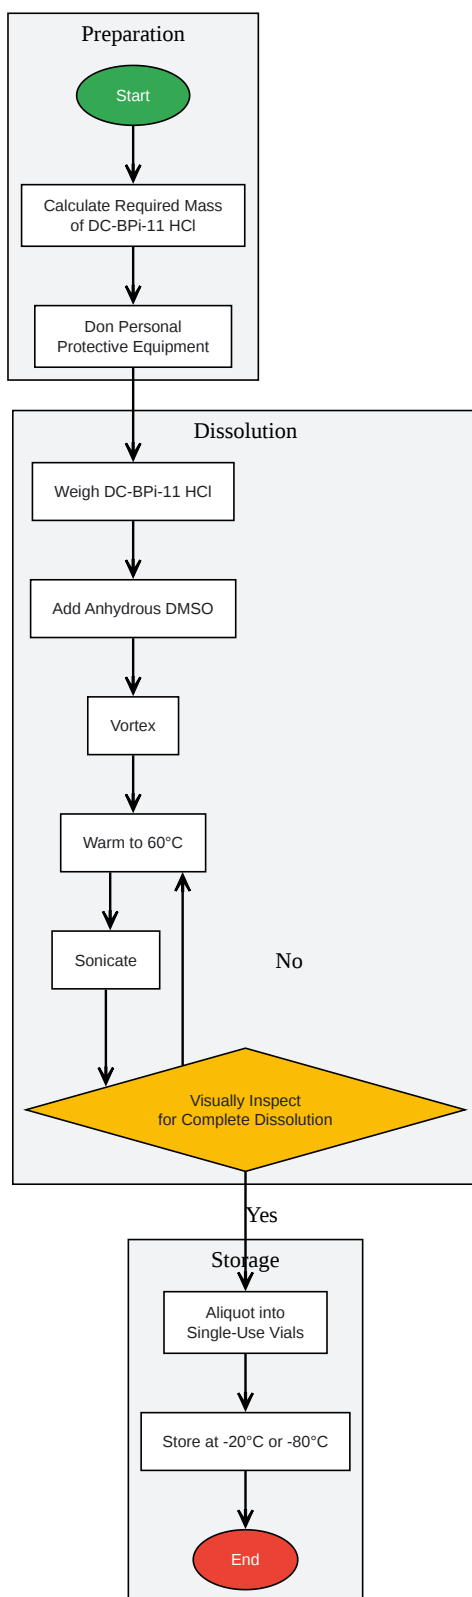 Preparation
Start
Calculate Required Mass
of DC-BPi-11 HCl
Don Personal
Protective Equipment
Dissolution
Weigh DC-BPi-11 HCl
Add Anhydrous DMSO
Vortex
Warm to 60°C
Sonicate
No
Visually Inspect
for Complete Dissolution
Yes
Storage
Aliquot into
Single-Use Vials
Store at -20°C or -80°C
End